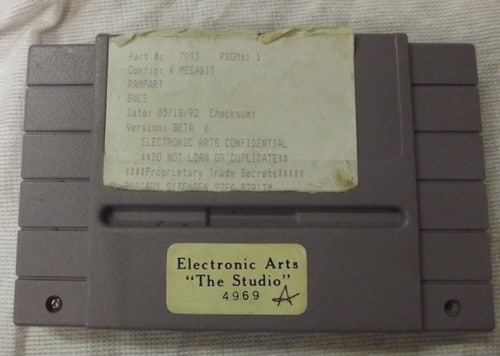 Part #: 7093 PROMs: 1
Config: 4 MEGABIT
RAMPART
SNES
Date: 05/18/92 Checksum:
Version: BETA 6
ELECTRONIC ARTS CONFIDENTIAL
**DO NOT LOAN OR DUPLICATE**
****Proprietary Trade Secrets****
Electronic Arts
"The Studio"
4969 A